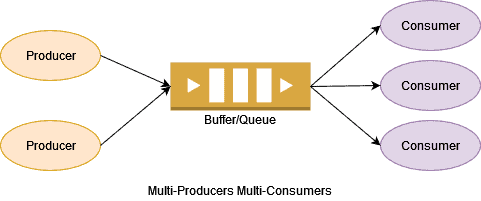 Producer
Producer
Buffer/Queue
Consumer
Consumer
Consumer
Multi-Producers Multi-Consumers